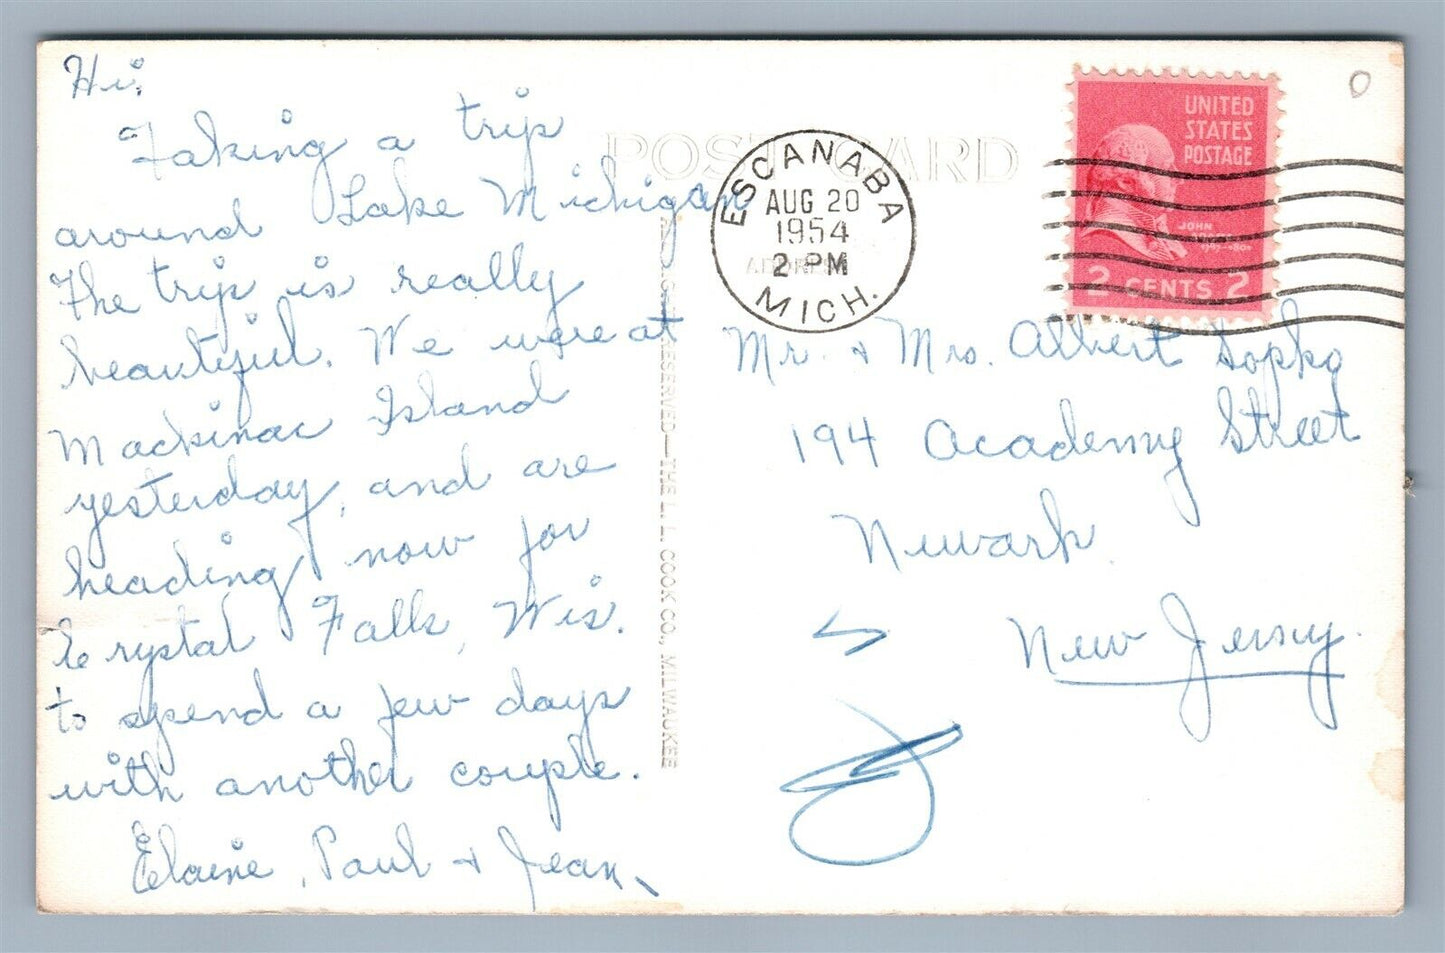 Hi,
Taking a trip
around Lake Michigan
The trip is really
beautiful. We were at
Mackinac Island
yesterday, and are
heading now for
Crystal Falls, Wis.
to spend a few days
with another couple.
Elaine, Paul & Jean
POST CARD
ESCANABA
AUG 20
1954
2 PM
MICH.
UNITED
STATES
POSTAGE
JOHN
2 CENTS 2
ADDRESS
RESERVED—THE L. L. COOK CO., MILWAUKEE
Mr. & Mrs. Albert Sopko
194 Academy Street
Newark
New Jersey.
5